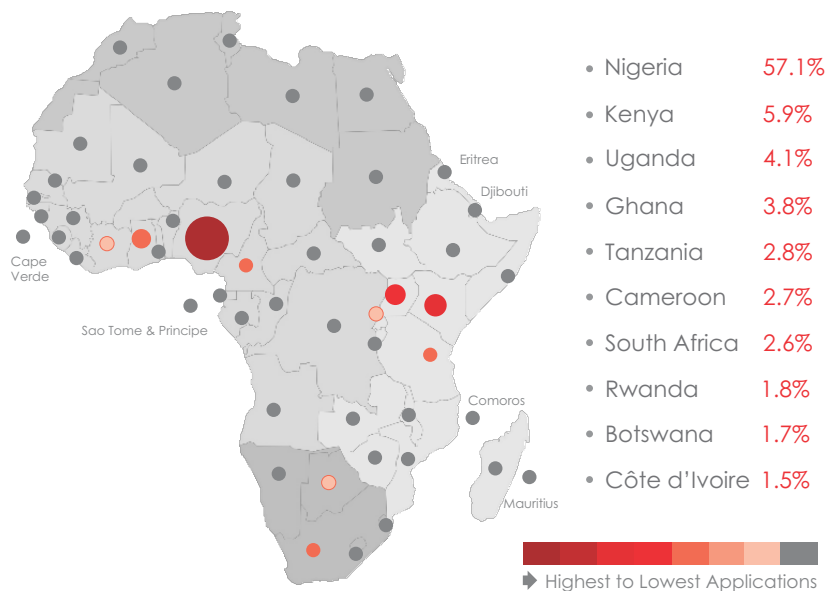 Eritrea
Djibouti
Cape
Verde
Sao Tome & Principe
Comoros
Mauritius
• Nigeria 57.1%
• Kenya 5.9%
• Uganda 4.1%
• Ghana 3.8%
• Tanzania 2.8%
• Cameroon 2.7%
• South Africa 2.6%
• Rwanda 1.8%
• Botswana 1.7%
• Côte d’Ivoire 1.5%
Highest to Lowest Applications